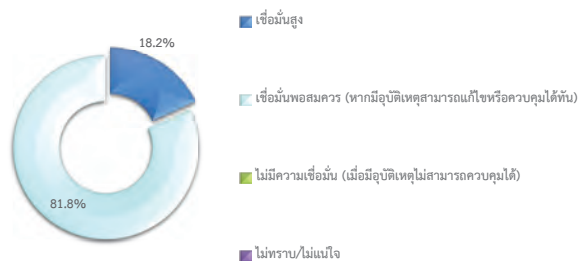 18.2%
เชื่อมั่นสูง
เชื่อมั่นพอสมควร (หากมีอุบัติเหตุสามารถแก้ไขหรือควบคุมได้ทัน)
ไม่มีความเชื่อมั่น (เมื่อมีอุบัติเหตุไม่สามารถควบคุมได้)
81.8%
ไม่ทราบ/ไม่แน่ใจ